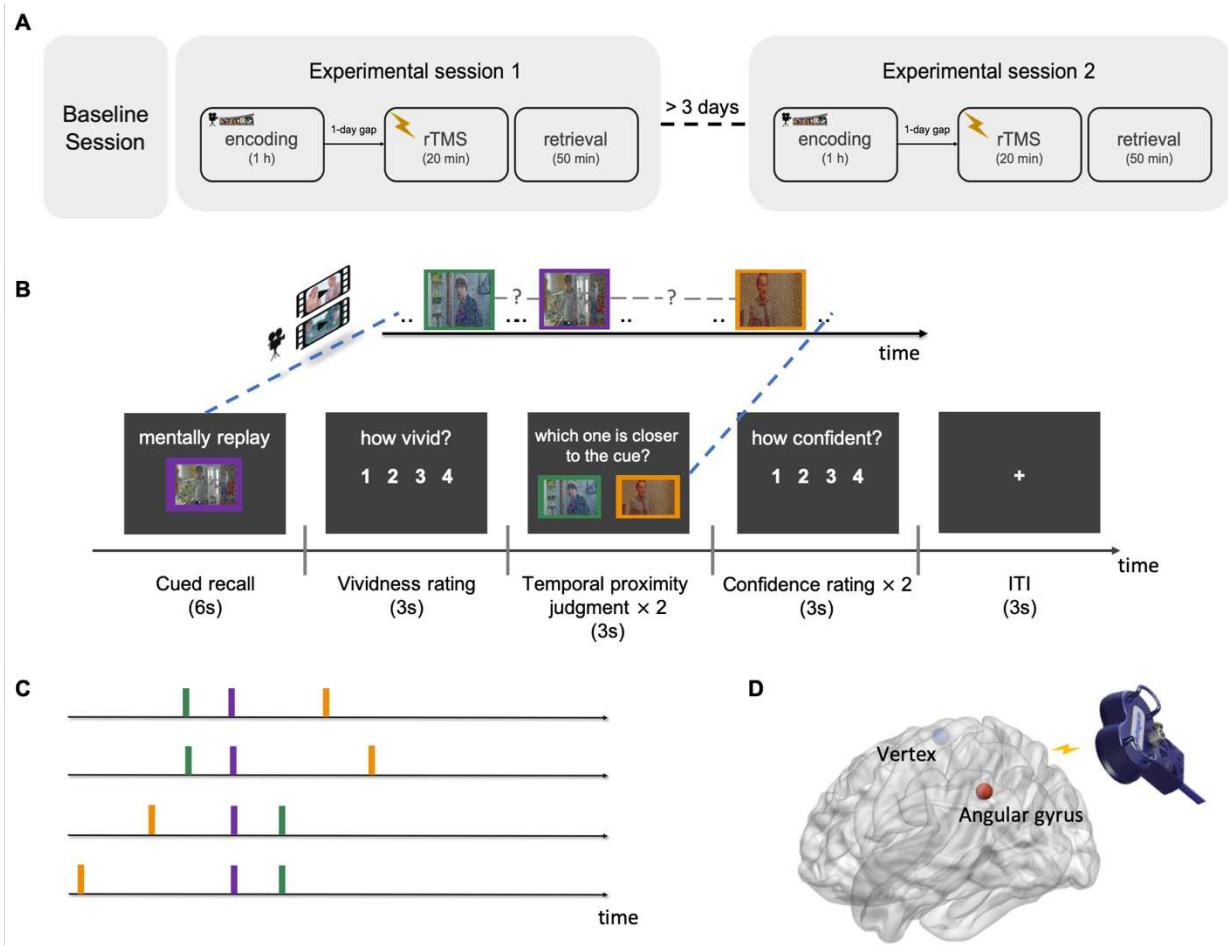 A
Baseline
Session
Experimental session 1
encoding
(1 h)
1-day gap
rTMS
(20 min)
retrieval
(50 min)
> 3 days
Experimental session 2
encoding
(1 h)
1-day gap
rTMS
(20 min)
retrieval
(50 min)
B
?
?
time
mentally replay
how vivid?
1 2 3 4
which one is closer
to the cue?
how confident?
1 2 3 4
+
time
Cued recall
(6s)
Vividness rating
(3s)
Temporal proximity
judgment × 2
(3s)
Confidence rating × 2
(3s)
ITI
(3s)
C
time
D
Vertex
Angular gyrus